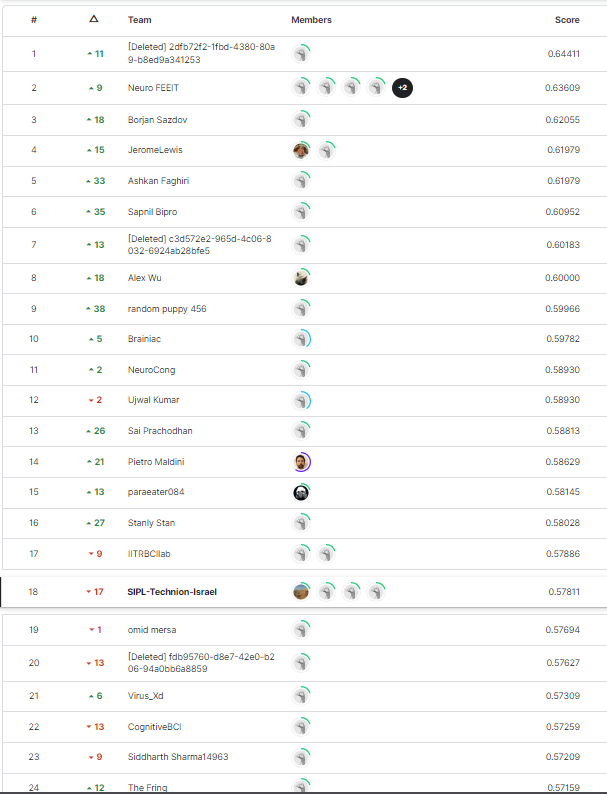 # △ Team Members Score
1 11 [Deleted] 2dfb72f2-1fbd-4380-80a 0.64411
9-b8ed9a341253
2 9 Neuro FEEIT +2 0.63609
3 18 Borjan Sazdov 0.62055
4 15 JeromeLewis 0.61979
5 33 Ashkan Faghiri 0.61979
6 35 Sapnil Bipro 0.60952
7 13 [Deleted] c3d572e2-965d-4c06-8 0.60183
032-6924ab28bfe5
8 18 Alex Wu 0.60000
9 38 random puppy 456 0.59966
10 5 Brainiac 0.59782
11 2 NeuroCong 0.58930
12 2 Ujwal Kumar 0.58930
13 26 Sai Prachodhan 0.58813
14 21 Pietro Maldini 0.58629
15 13 paraeater084 0.58145
16 27 Stanly Stan 0.58028
17 9 IITRBCIlab 0.57886
18 17 SIPL-Technion-Israel 0.57811
19 1 omid mersa 0.57694
20 13 [Deleted] fdb95760-d8e7-42e0-b2 0.57627
06-94a0bb6a8859
21 6 Virus_Xd 0.57309
22 13 CognitiveBCI 0.57259
23 9 Siddharth Sharma14963 0.57209
24 12 The Fring 0.57159